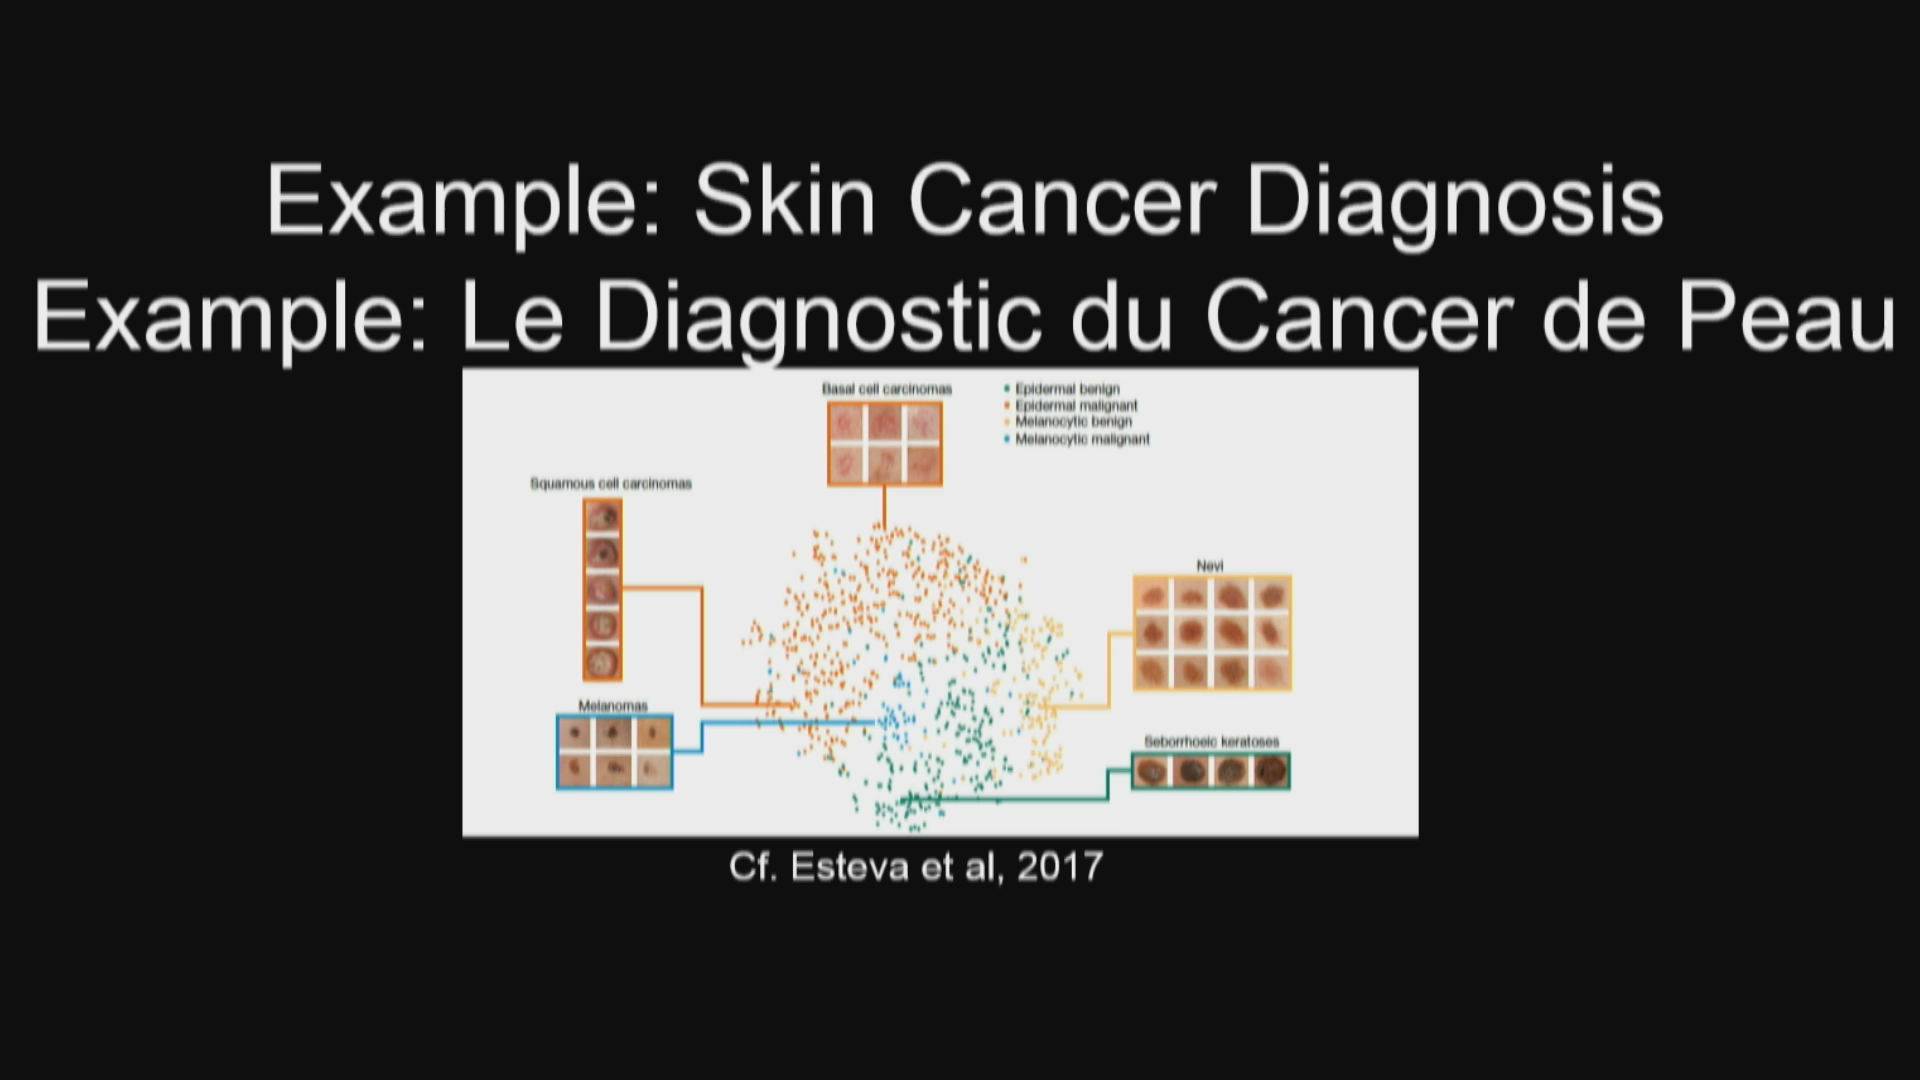 Example: Skin Cancer Diagnosis
Example: Le Diagnostic du Cancer de Peau
Basal cell carcinomas
Epidermal benign
Epidermal malignant
Melanocytic benign
Melanocytic malignant
Squamous cell carcinomas
Nevi
Melanomas
Seborrhoeic keratoses
Cf. Esteva et al, 2017